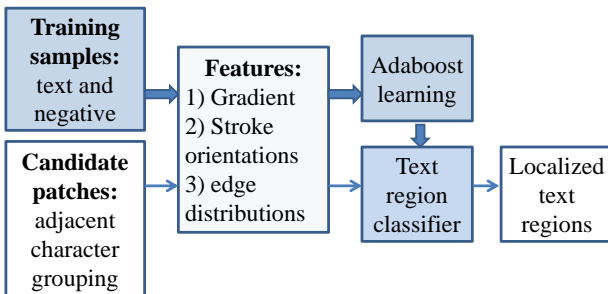 Training
samples:
text and
negative
Candidate
patches:
adjacent
character
grouping
Features:
1) Gradient
2) Stroke
orientations
3) edge
distributions
Adaboost
learning
Text
region
classifier
Localized
text
regions